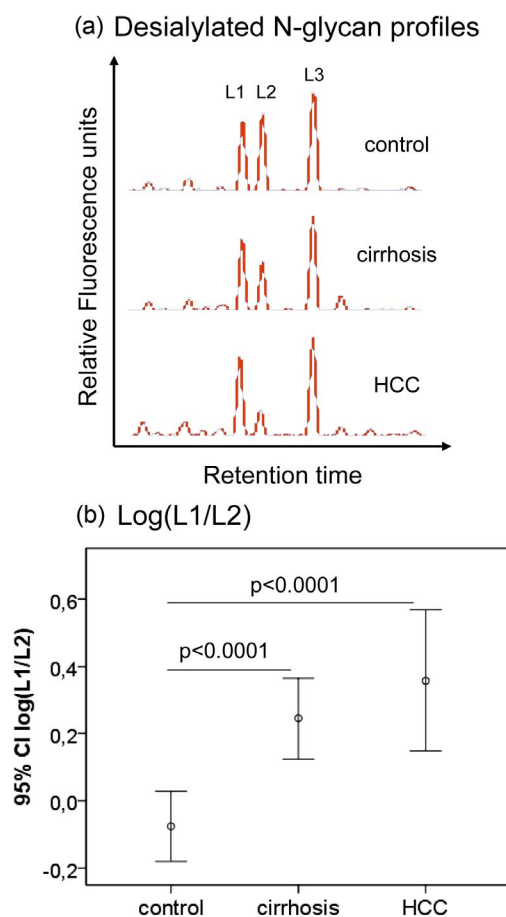 (a) Desialylated N-glycan profiles
L1 L2 L3
control
cirrhosis
HCC
Relative Fluorescence units
Retention time
(b) Log(L1/L2)
p<0.0001
p<0.0001
95% CI log(L1/L2)
0,6
0,4
0,2
0,0
-0,2
control cirrhosis HCC